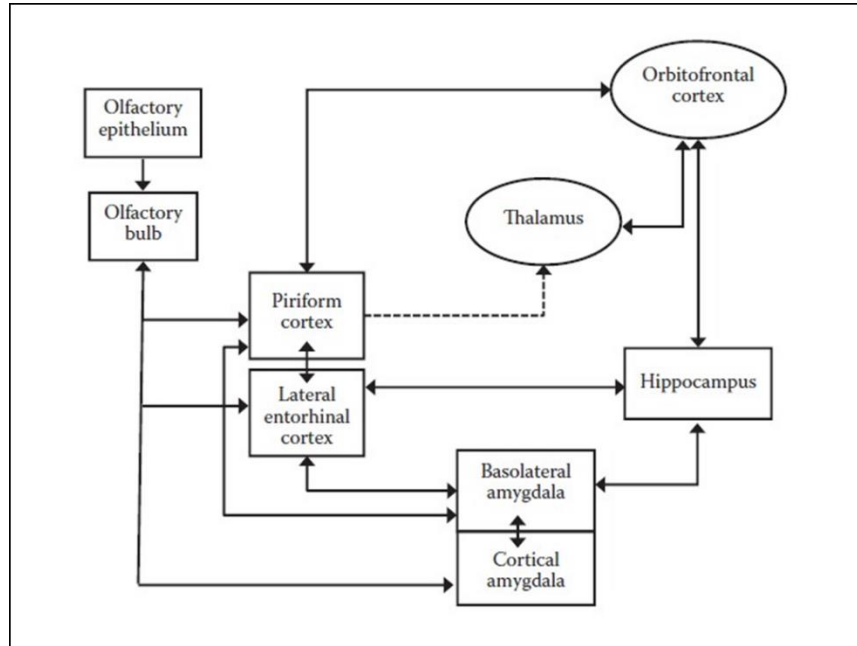 Orbitofrontal
cortex
Olfactory
epithelium
Olfactory
bulb
Thalamus
Piriform
cortex
Lateral
entorhinal
cortex
Hippocampus
Basolateral
amygdala
Cortical
amygdala